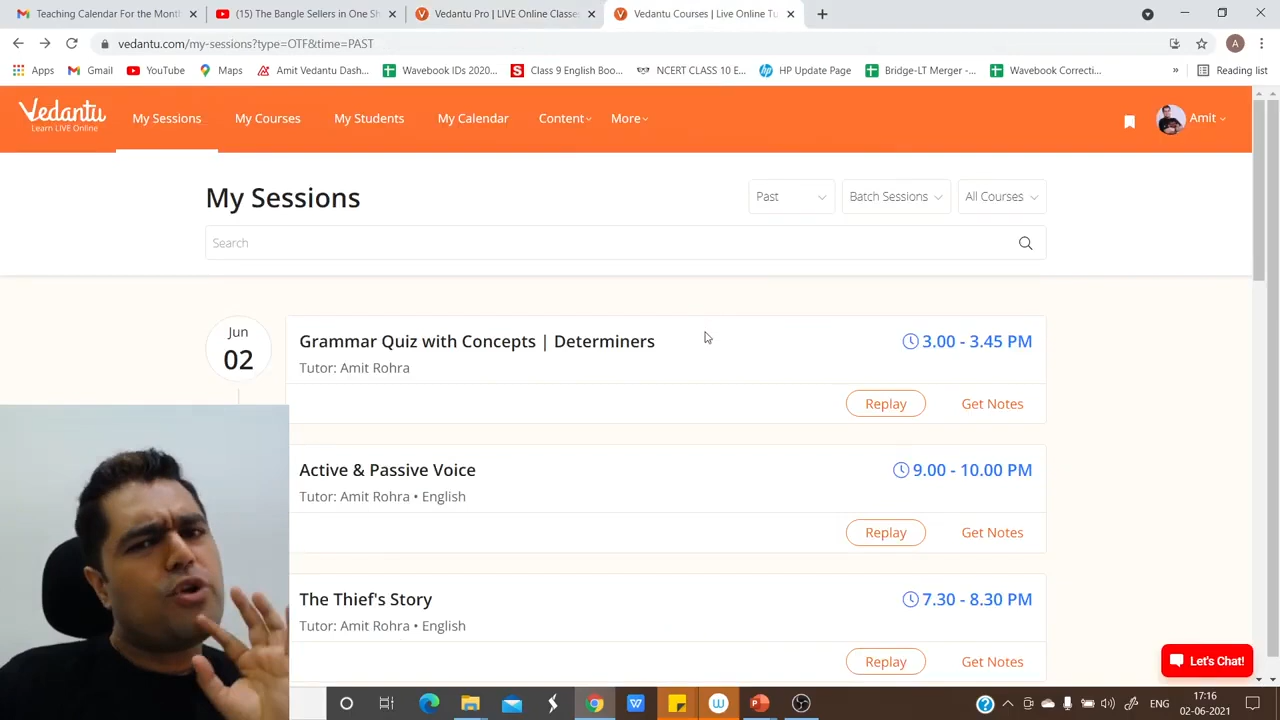 Teaching Calendar For the Month
(15) The Bangle Sellers in One Sh
Vedantu Pro | LIVE Online Classe
Vedantu Courses | Live Online Tu
vedantu.com/my-sessions?type=OTF&time=PAST
A
Apps
Gmail
YouTube
Maps
Amit Vedantu Dash...
Wavebook IDs 2020...
Class 9 English Boo...
NCERT CLASS 10 E...
HP Update Page
Bridge-LT Merger -...
Wavebook Correcti...
»
Reading list
Vedantu
Learn LIVE Online
My Sessions
My Courses
My Students
My Calendar
Content
More
Amit
My Sessions
Past
Batch Sessions
All Courses
Search
Jun
02
Grammar Quiz with Concepts | Determiners
3.00 - 3.45 PM
Tutor: Amit Rohra
Replay
Get Notes
Active & Passive Voice
9.00 - 10.00 PM
Tutor: Amit Rohra • English
Replay
Get Notes
The Thief's Story
7.30 - 8.30 PM
Tutor: Amit Rohra • English
Replay
Get Notes
Let's Chat!
ENG
17:16
02-06-2021